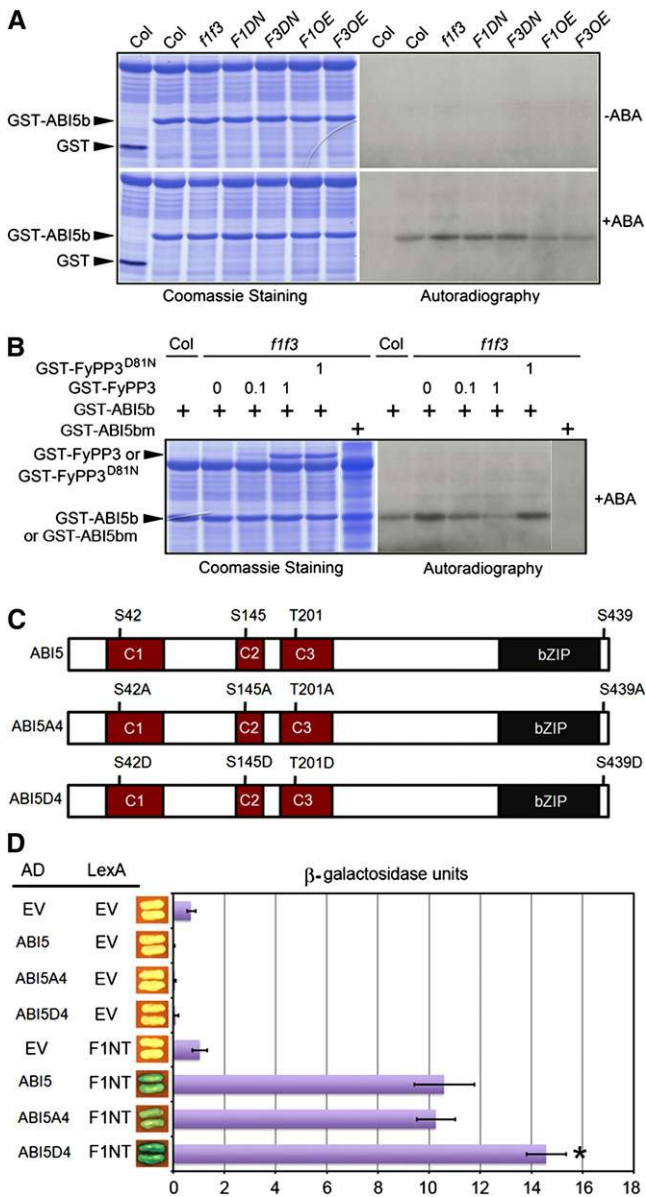 A
Col Col f1f3 F1DN F3DN F1OE F3OE Col Col f1f3 F1DN F3DN F1OE F3OE
GST-ABI5b
GST
-ABA
GST-ABI5b
GST
+ABA
Coomassie Staining Autoradiography
B
Col f1f3 Col f1f3
GST-FyPP3D81N 1 1
GST-FyPP3 0 0.1 1 0 0.1 1
GST-ABI5b + + + + + + + + + +
GST-ABI5bm + +
GST-FyPP3 or
GST-FyPP3D81N
GST-ABI5b
or GST-ABI5bm
+ABA
Coomassie Staining Autoradiography
C
S42 S145 T201 S439
ABI5 C1 C2 C3 bZIP
S42A S145A T201A S439A
ABI5A4 C1 C2 C3 bZIP
S42D S145D T201D S439D
ABI5D4 C1 C2 C3 bZIP
D
AD LexA β-galactosidase units
EV EV
ABI5 EV
ABI5A4 EV
ABI5D4 EV
EV F1NT
ABI5 F1NT
ABI5A4 F1NT
ABI5D4 F1NT *
0 2 4 6 8 10 12 14 16 18